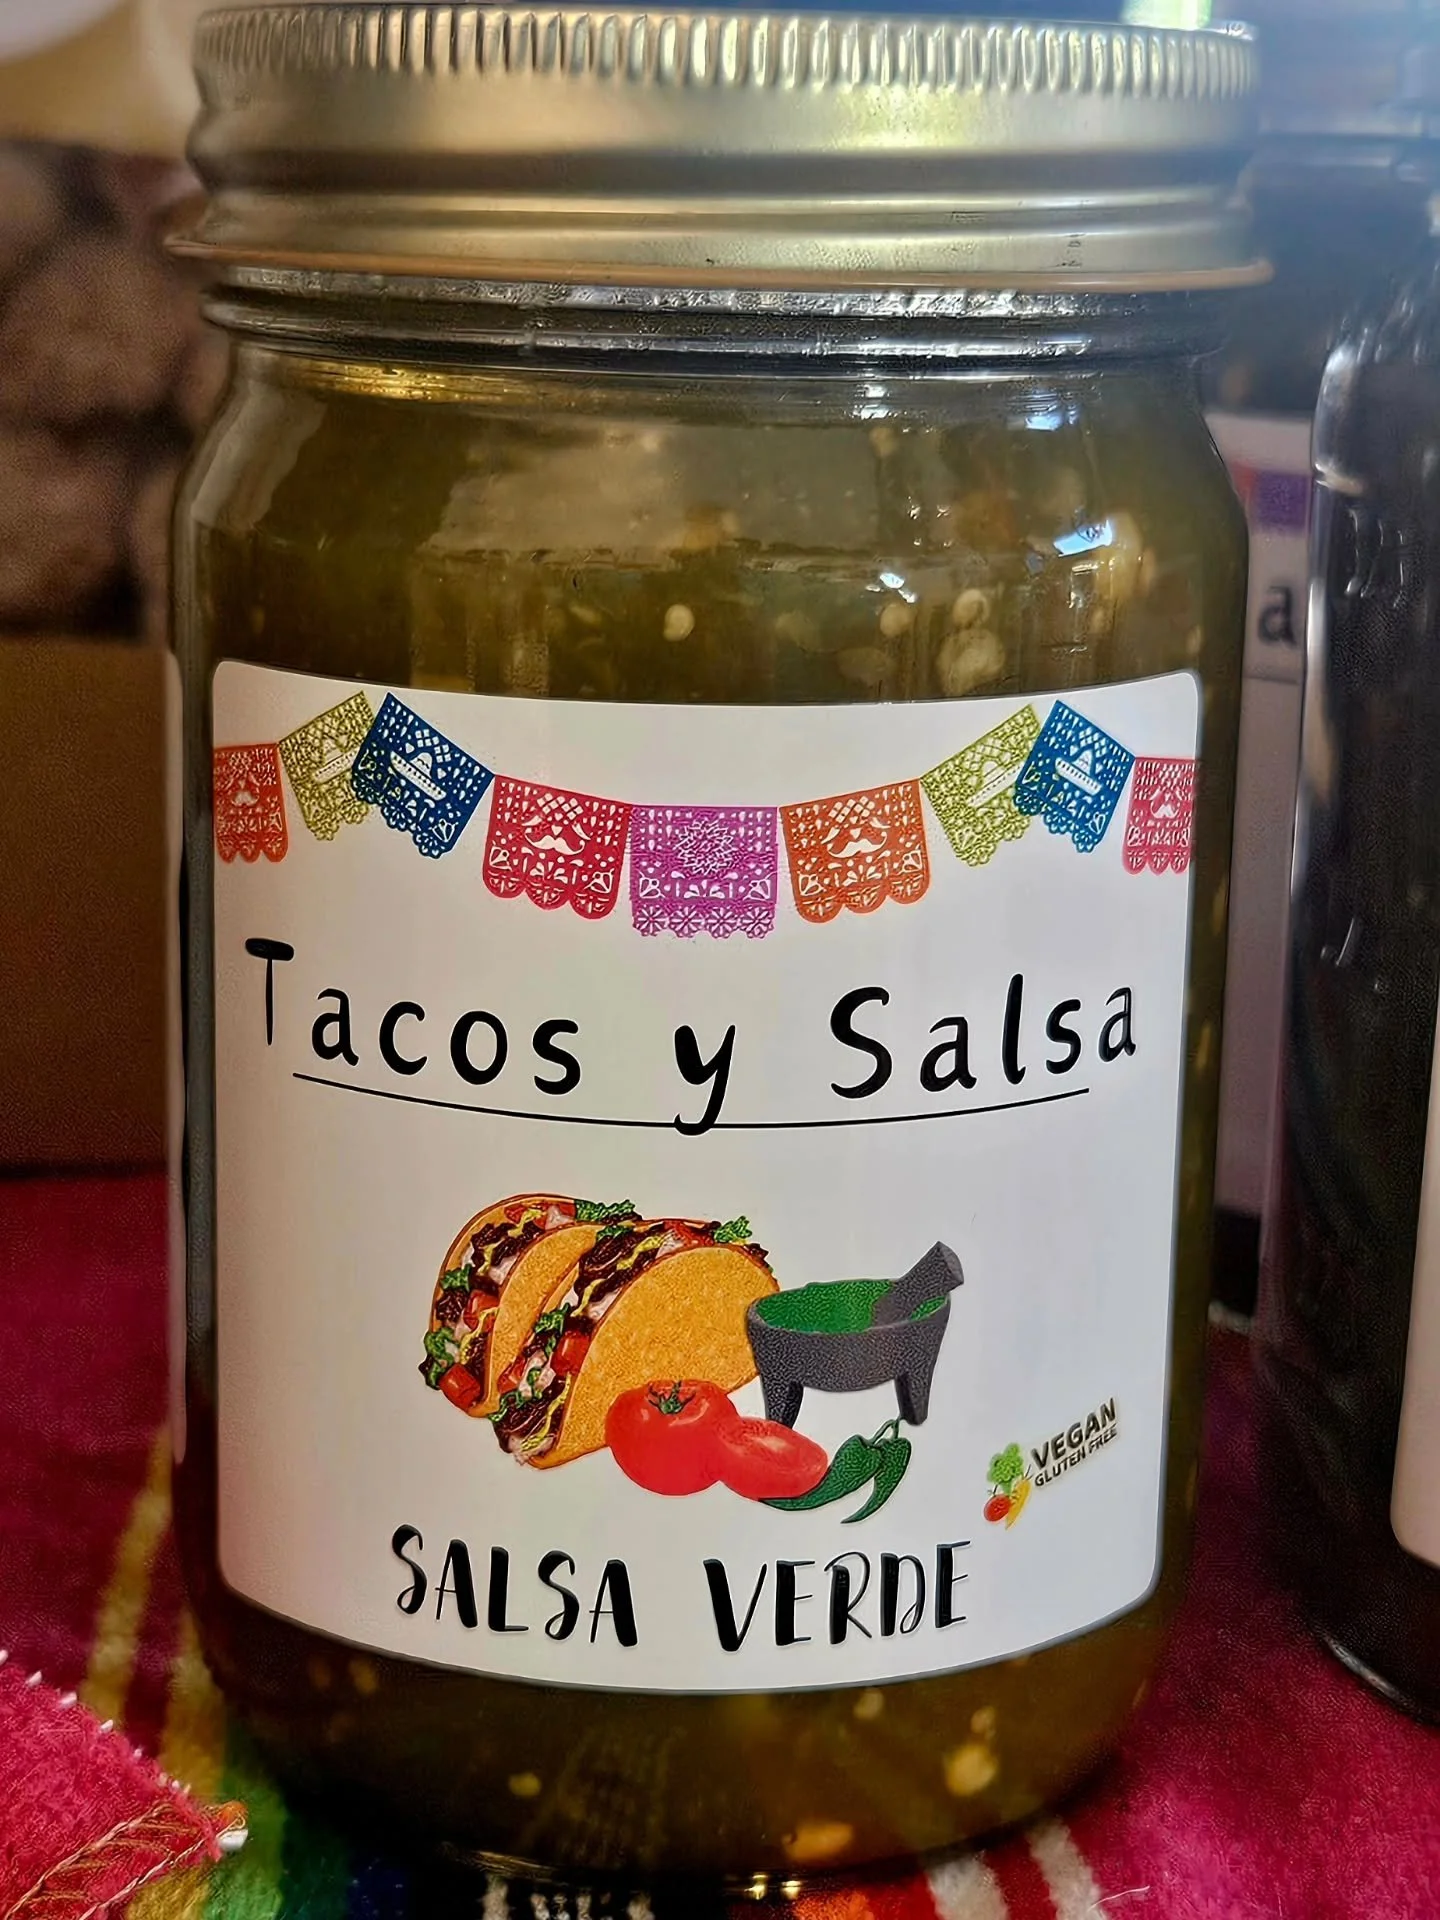 Tacos y Salsa
VEGAN
GLUTEN FREE
SALSA VERDE
a